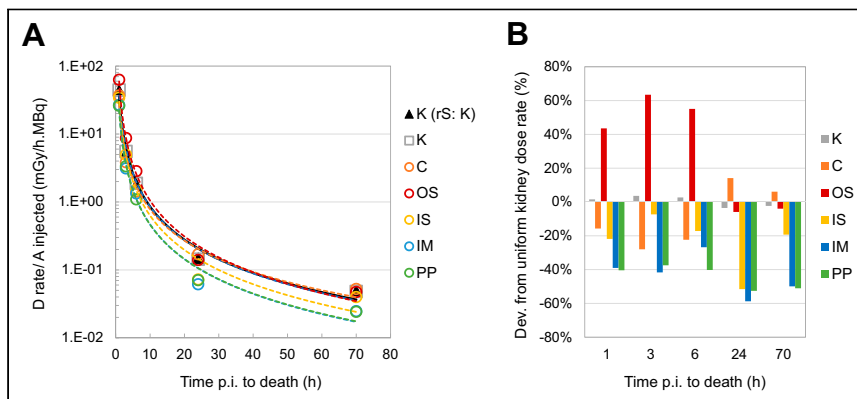 A
B
D rate/ A injected (mGy/h.MBq)
1.E+02
1.E+01
1.E+00
1.E-01
1.E-02
0 10 20 30 40 50 60 70 80
Time p.i. to death (h)
K (rS: K)
K
C
OS
IS
IM
PP
Dev. from uniform kidney dose rate (%)
80%
60%
40%
20%
0%
-20%
-40%
-60%
-80%
1 3 6 24 70
Time p.i. to death (h)
K
C
OS
IS
IM
PP